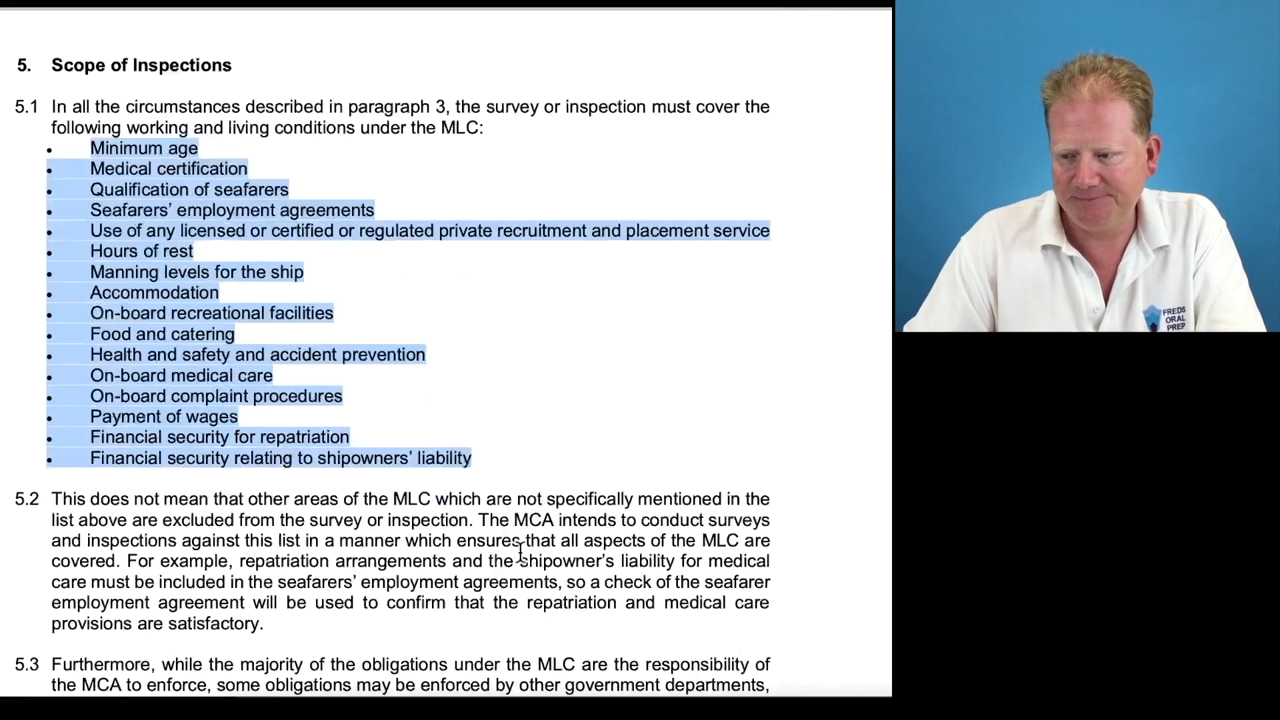 5. Scope of Inspections
5.1 In all the circumstances described in paragraph 3, the survey or inspection must cover the
following working and living conditions under the MLC:
• Minimum age
• Medical certification
• Qualification of seafarers
• Seafarers’ employment agreements
• Use of any licensed or certified or regulated private recruitment and placement service
• Hours of rest
• Manning levels for the ship
• Accommodation
• On-board recreational facilities
• Food and catering
• Health and safety and accident prevention
• On-board medical care
• On-board complaint procedures
• Payment of wages
• Financial security for repatriation
• Financial security relating to shipowners’ liability
5.2 This does not mean that other areas of the MLC which are not specifically mentioned in the
list above are excluded from the survey or inspection. The MCA intends to conduct surveys
and inspections against this list in a manner which ensures that all aspects of the MLC are
covered. For example, repatriation arrangements and the shipowner’s liability for medical
care must be included in the seafarers’ employment agreements, so a check of the seafarer
employment agreement will be used to confirm that the repatriation and medical care
provisions are satisfactory.
5.3 Furthermore, while the majority of the obligations under the MLC are the responsibility of
the MCA to enforce, some obligations may be enforced by other government departments,
FREDS
ORAL
PREP